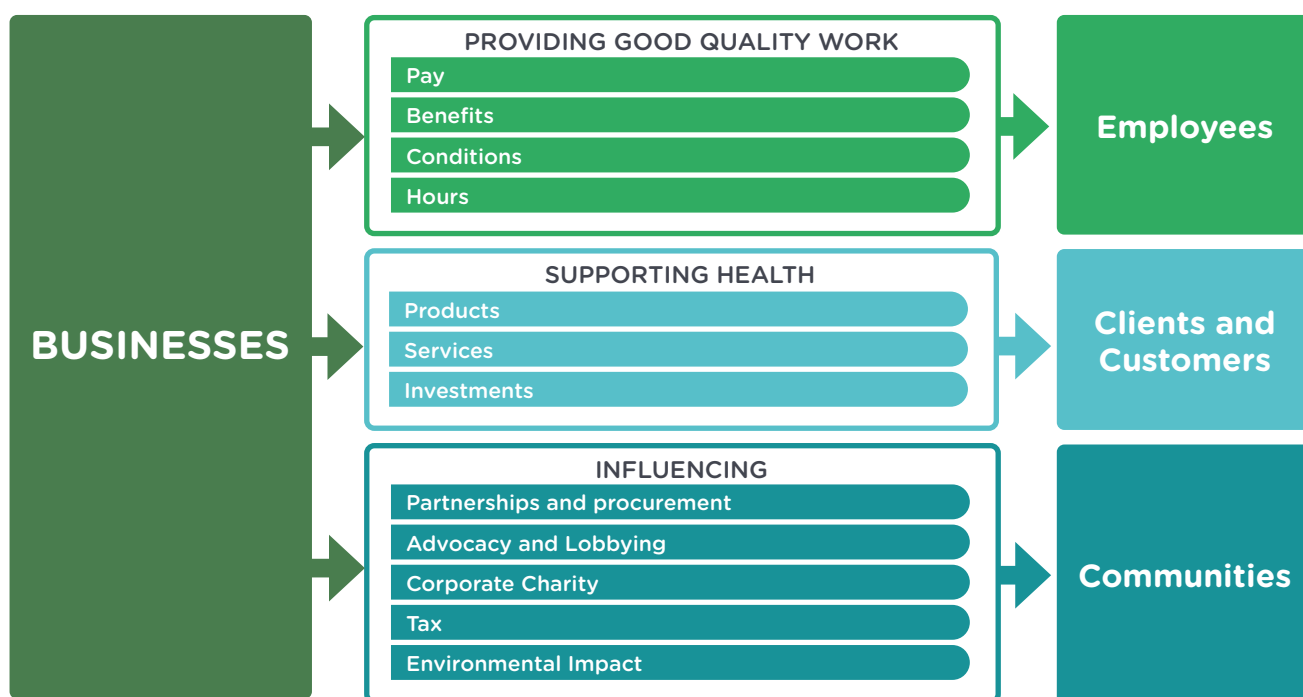 BUSINESSES
PROVIDING GOOD QUALITY WORK
Pay
Benefits
Conditions
Hours
Employees
SUPPORTING HEALTH
Products
Services
Investments
Clients and
Customers
INFLUENCING
Partnerships and procurement
Advocacy and Lobbying
Corporate Charity
Tax
Environmental Impact
Communities